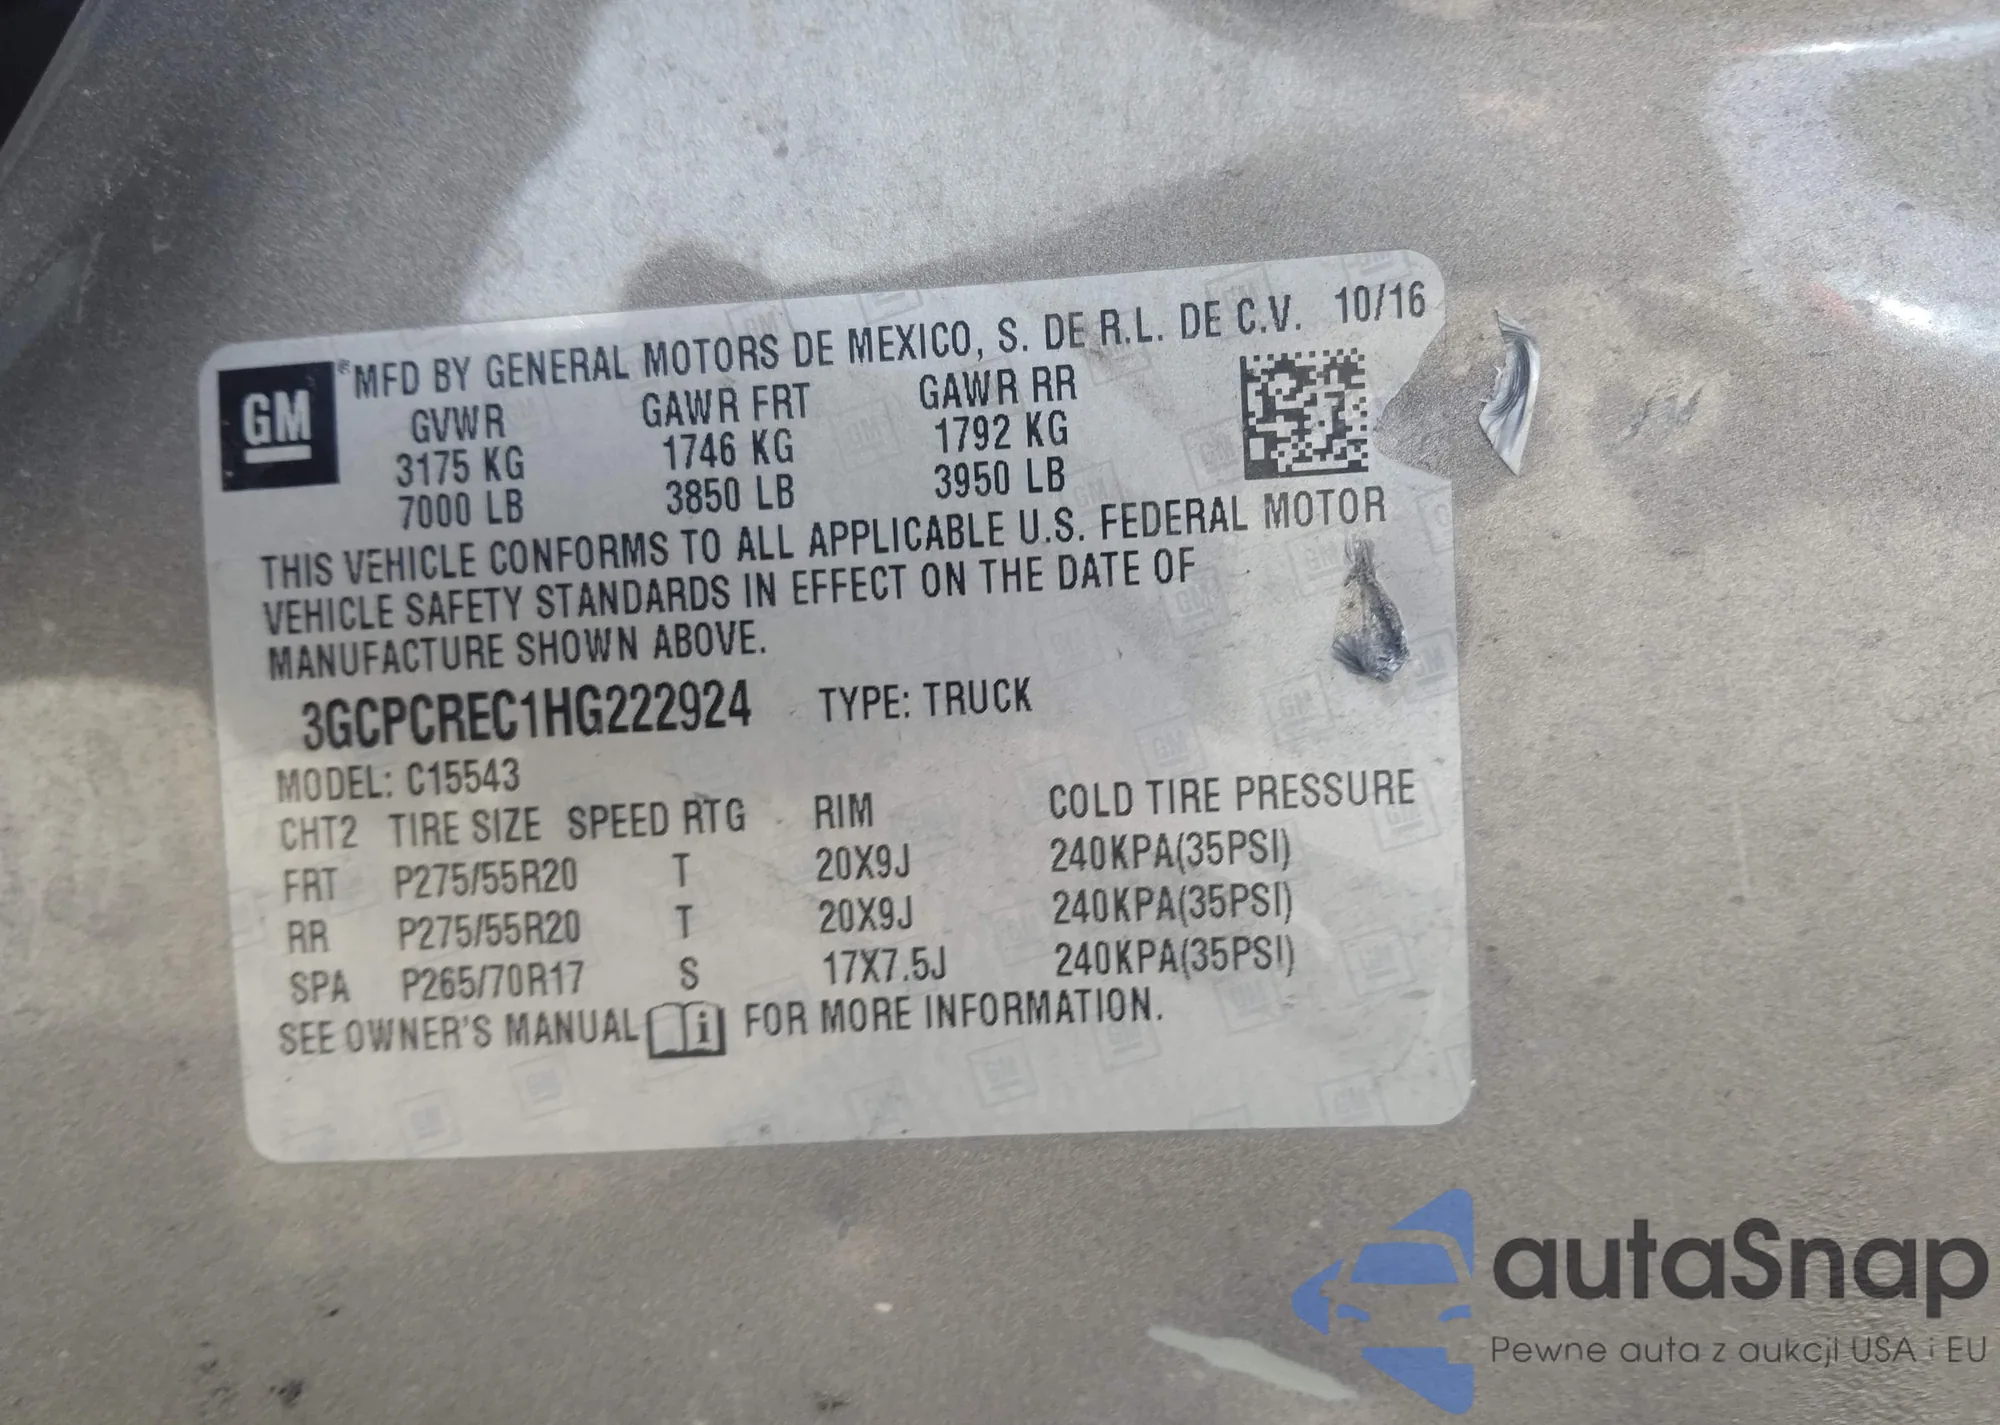 GM
® MFD BY GENERAL MOTORS DE MEXICO, S. DE R.L. DE C.V. 10/16
GVWR GAWR FRT GAWR RR
3175 KG 1746 KG 1792 KG
7000 LB 3850 LB 3950 LB
THIS VEHICLE CONFORMS TO ALL APPLICABLE U.S. FEDERAL MOTOR
VEHICLE SAFETY STANDARDS IN EFFECT ON THE DATE OF
MANUFACTURE SHOWN ABOVE.
3GCPCREC1HG222924 TYPE: TRUCK
MODEL: C15543
CHT2 TIRE SIZE SPEED RTG RIM COLD TIRE PRESSURE
FRT P275/55R20 T 20X9J 240KPA(35PSI)
RR P275/55R20 T 20X9J 240KPA(35PSI)
SPA P265/70R17 S 17X7.5J 240KPA(35PSI)
SEE OWNER'S MANUAL i FOR MORE INFORMATION.
autaSnap
Pewne auta z aukcji USA i EU